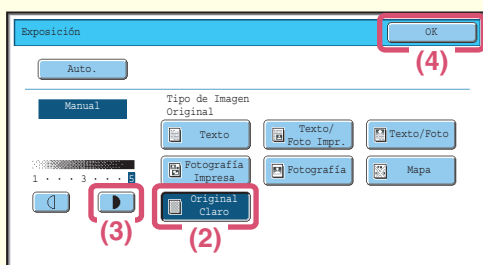 Exposición
OK
(4)
Auto.
Manual
Tipo de Imagen
Original
Texto
Texto/
Foto Impr.
Texto/Foto
Fotografía
Impresa
Fotografía
Mapa
1 · · · 3 · · · 5
Original
Claro
(3)
(2)